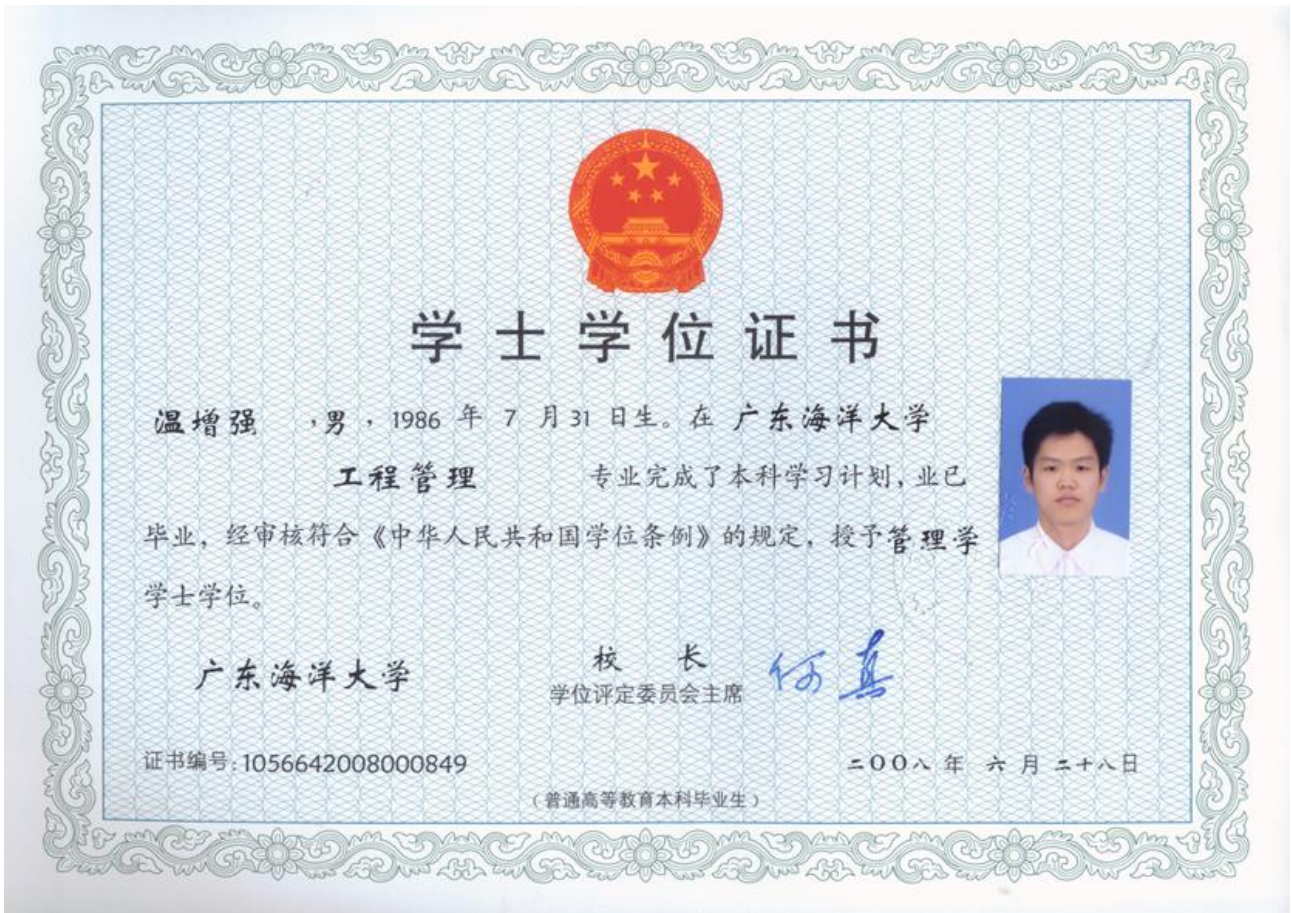 学士学位证书
温增强 ，男，1986 年 7 月 31 日生。在 广东海洋大学
工程管理 专业完成了本科学习计划，业已
毕业，经审核符合《中华人民共和国学位条例》的规定，授予管理学
学士学位。
广东海洋大学
校 长
学位评定委员会主席
何真
证书编号：1056642008000849
二〇〇八 年 六 月 二十八日
（普通高等教育本科毕业生）